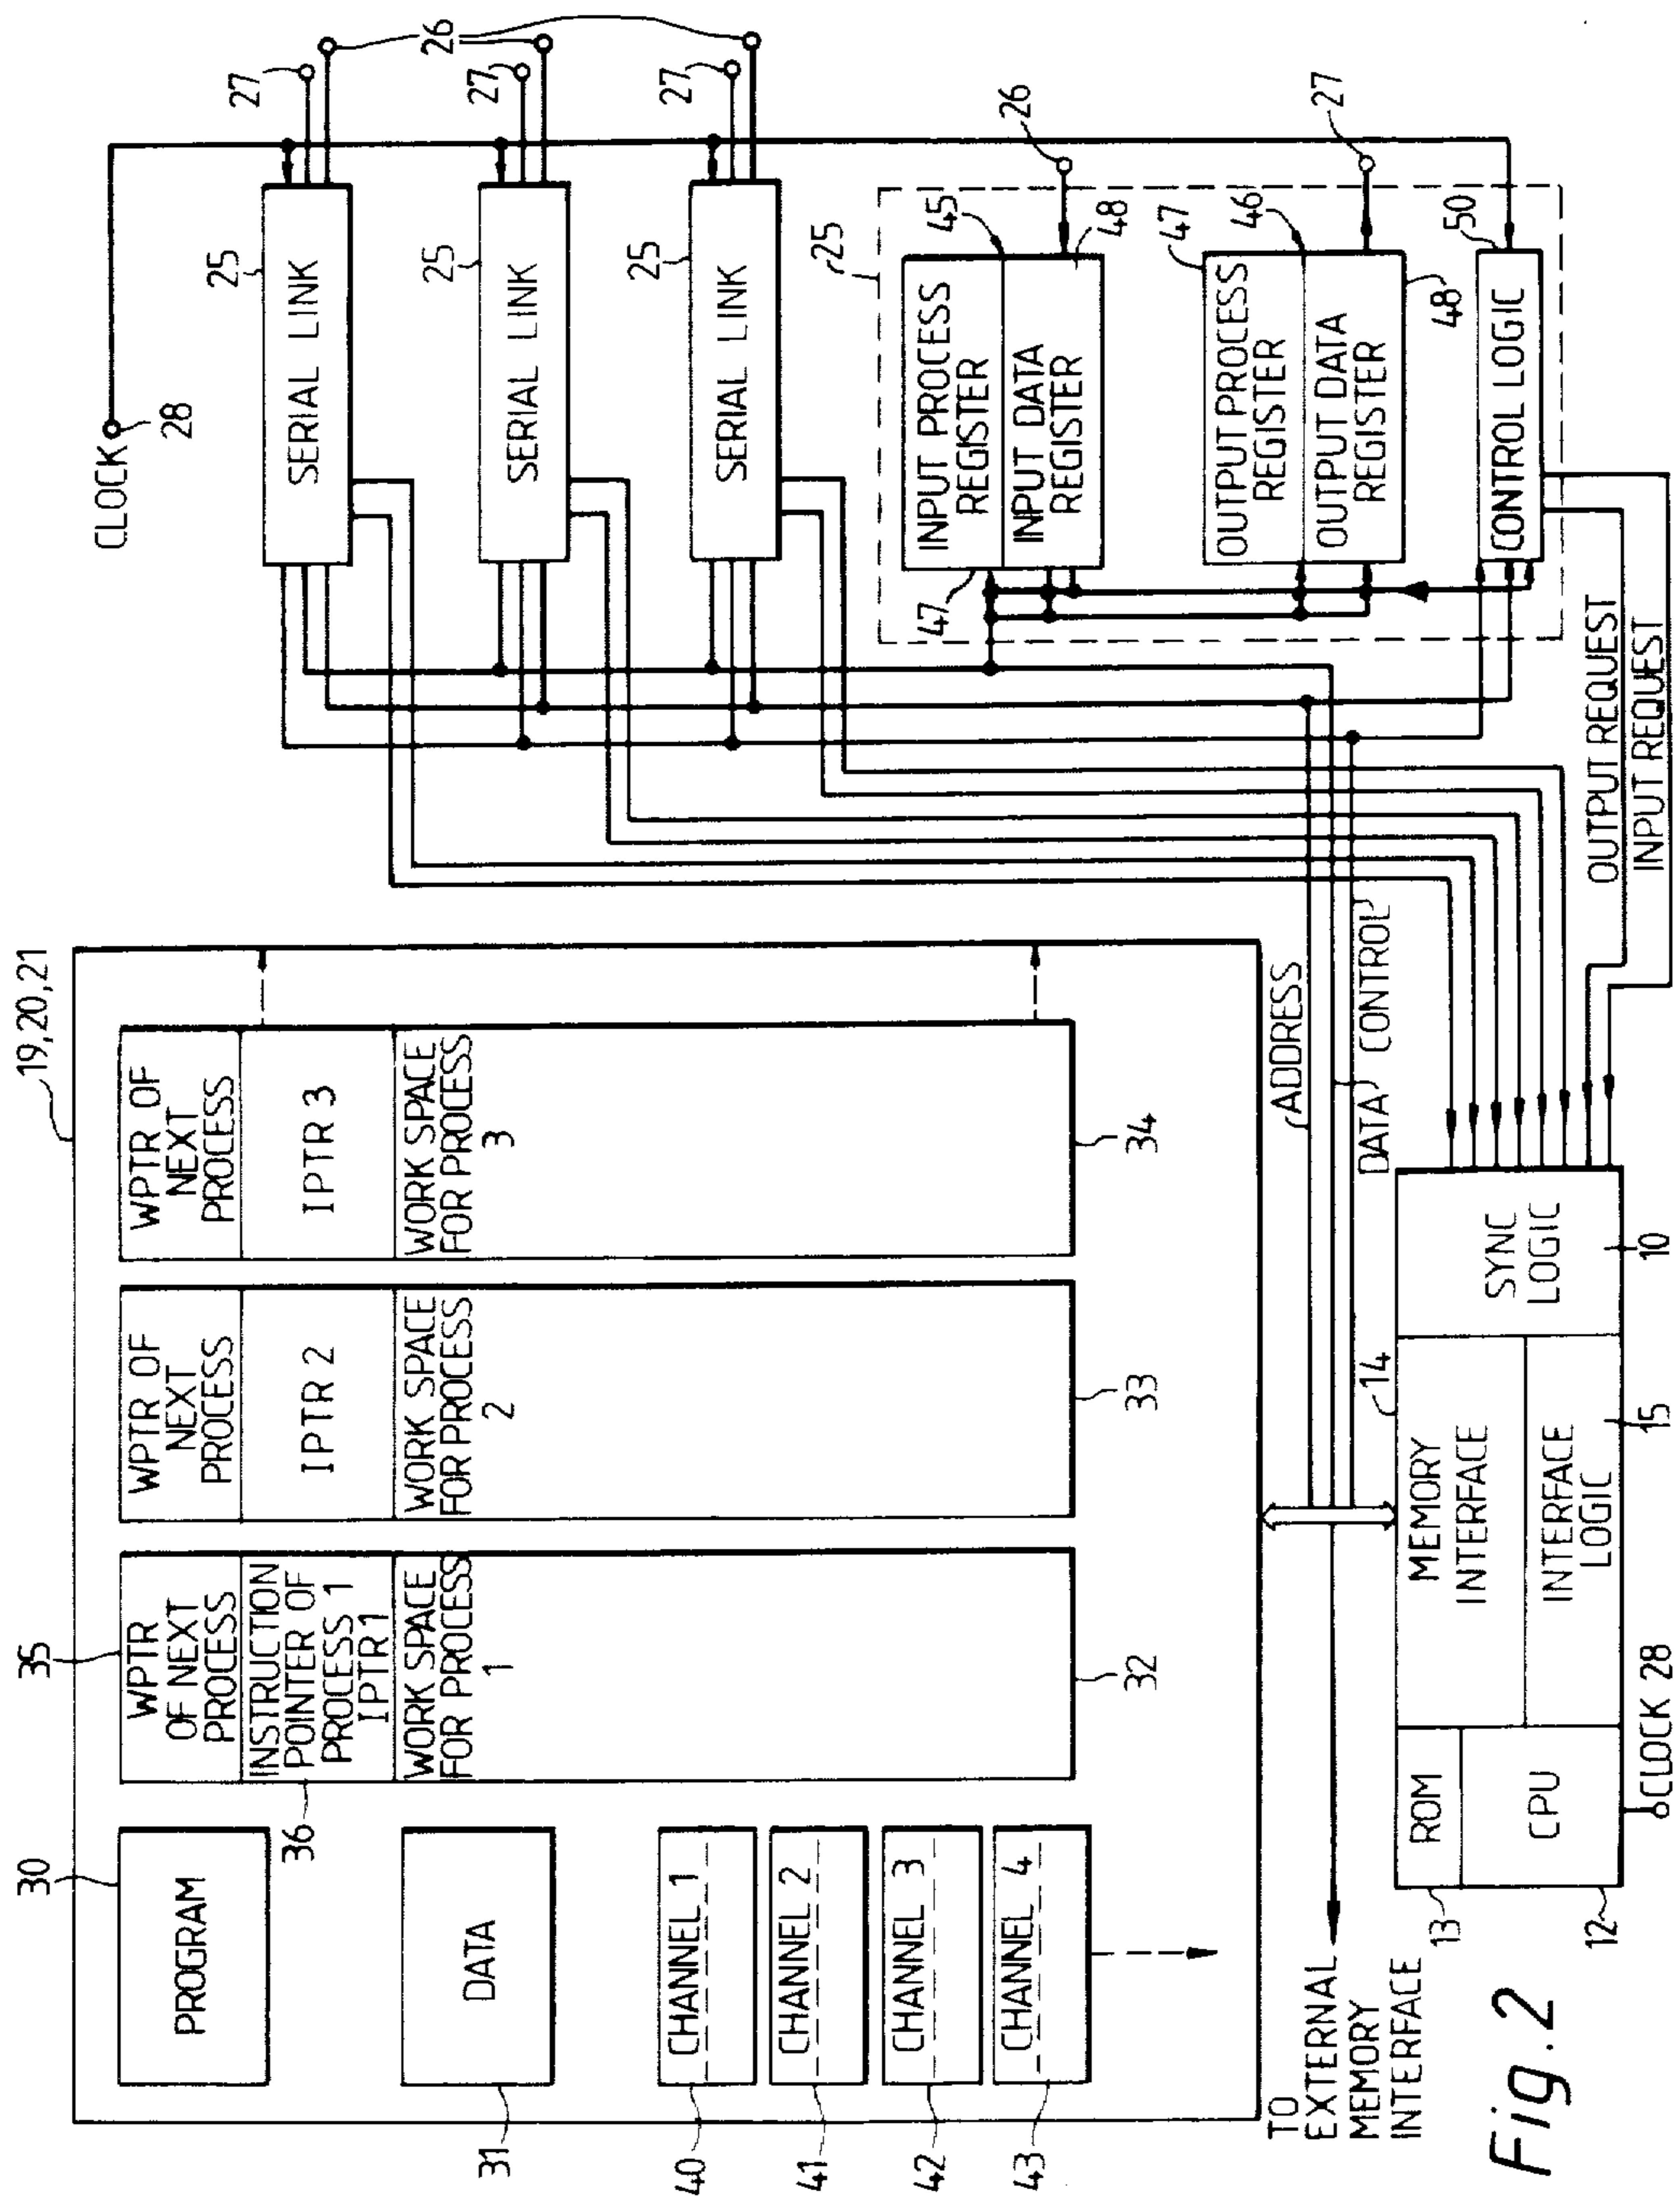 19,20,21
30
PROGRAM
31
DATA
40
CHANNEL 1
41
CHANNEL 2
42
CHANNEL 3
43
CHANNEL 4
35
WPTR
OF NEXT
PROCESS
INSTRUCTION
POINTER OF
PROCESS 1
IPTR 1
36
WORK SPACE
FOR PROCESS
1
32
WPTR OF
NEXT
PROCESS
IPTR 2
WORK SPACE
FOR PROCESS
2
33
WPTR OF
NEXT
PROCESS
IPTR 3
WORK SPACE
FOR PROCESS
3
34
CLOCK
28
SERIAL LINK
25
27
26
SERIAL LINK
25
27
SERIAL LINK
25
27
25
INPUT PROCESS
REGISTER
INPUT DATA
REGISTER
47
45
48
26
OUTPUT PROCESS
REGISTER
OUTPUT DATA
REGISTER
47
46
48
27
CONTROL LOGIC
50
OUTPUT REQUEST
INPUT REQUEST
ADDRESS
DATA
CONTROL
TO
EXTERNAL
MEMORY
INTERFACE
13
ROM
12
CPU
CLOCK 28
14
MEMORY
INTERFACE
INTERFACE
LOGIC
15
SYNC
LOGIC
10
Fig.2